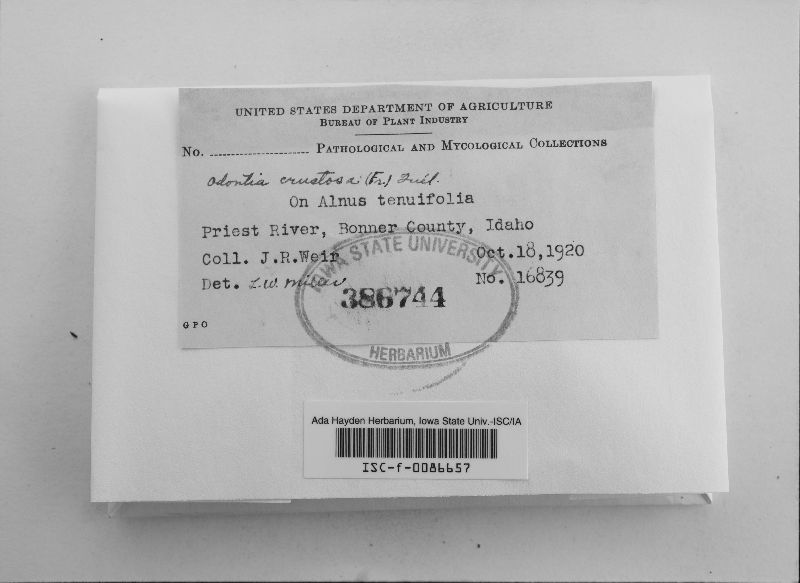 UNITED STATES DEPARTMENT OF AGRICULTURE
BUREAU OF PLANT INDUSTRY
No. PATHOLOGICAL AND MYCOLOGICAL COLLECTIONS
Odontia crustosa (Fr.) Quél.
On Alnus tenuifolia
Priest River, Bonner County, Idaho
Coll. J.R.Weir Oct.18,1920
Det. L.W. Miller No. 16839
IOWA STATE UNIVERSITY
386744
HERBARIUM
GPO
Ada Hayden Herbarium, Iowa State Univ.-ISC/IA
ISC-f-0086657